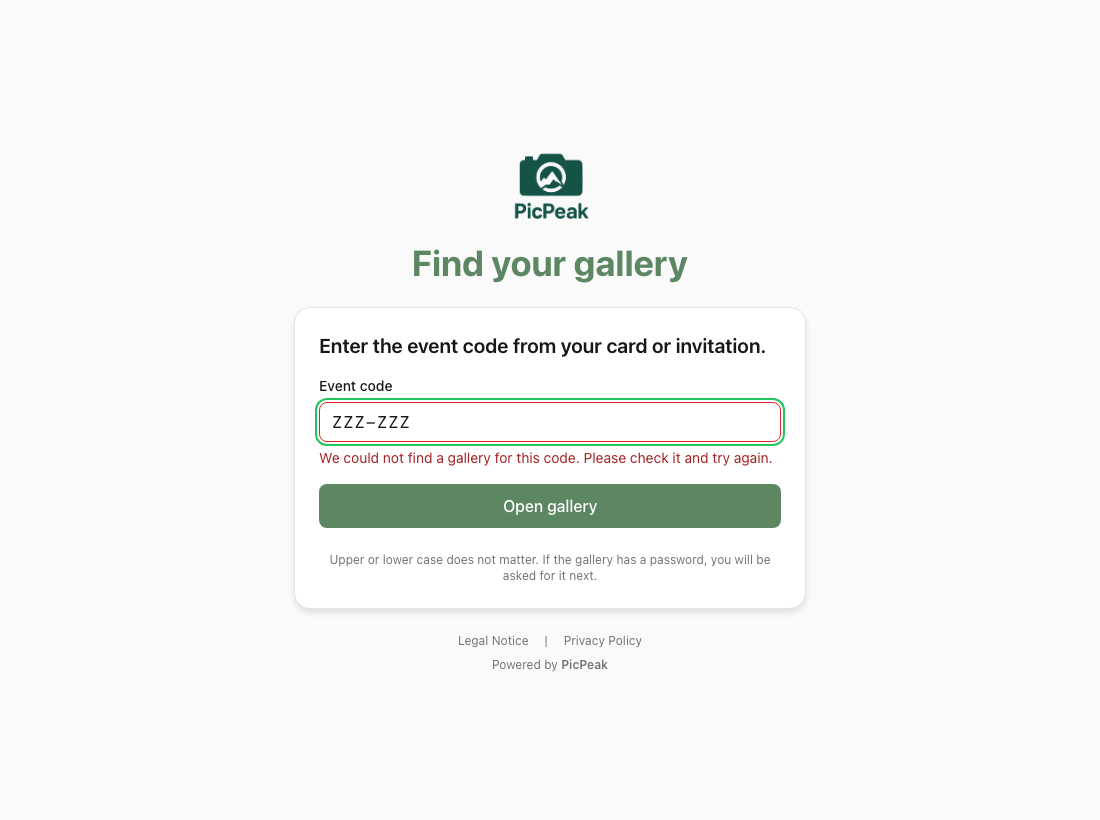 PicPeak
Find your gallery
Enter the event code from your card or invitation.
Event code
ZZZ–ZZZ
We could not find a gallery for this code. Please check it and try again.
Open gallery
Upper or lower case does not matter. If the gallery has a password, you will be
asked for it next.
Legal Notice | Privacy Policy
Powered by PicPeak